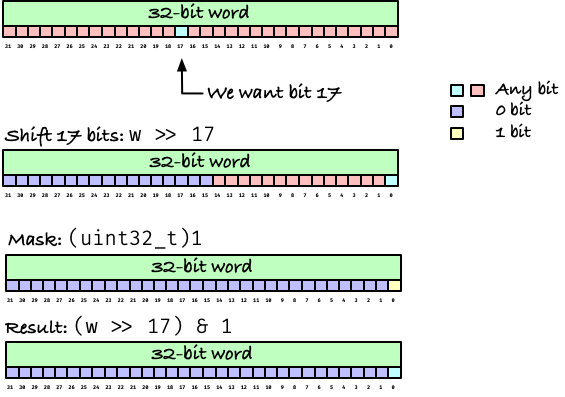 32-bit word
31 30 29 28 27 26 25 24 23 22 21 20 19 18 17 16 15 14 13 12 11 10 9 8 7 6 5 4 3 2 1 0
We want bit 17
Any bit
0 bit
1 bit
Shift 17 bits: w >> 17
32-bit word
31 30 29 28 27 26 25 24 23 22 21 20 19 18 17 16 15 14 13 12 11 10 9 8 7 6 5 4 3 2 1 0
Mask: (uint32_t)1
32-bit word
31 30 29 28 27 26 25 24 23 22 21 20 19 18 17 16 15 14 13 12 11 10 9 8 7 6 5 4 3 2 1 0
Result: (w >> 17) & 1
32-bit word
31 30 29 28 27 26 25 24 23 22 21 20 19 18 17 16 15 14 13 12 11 10 9 8 7 6 5 4 3 2 1 0